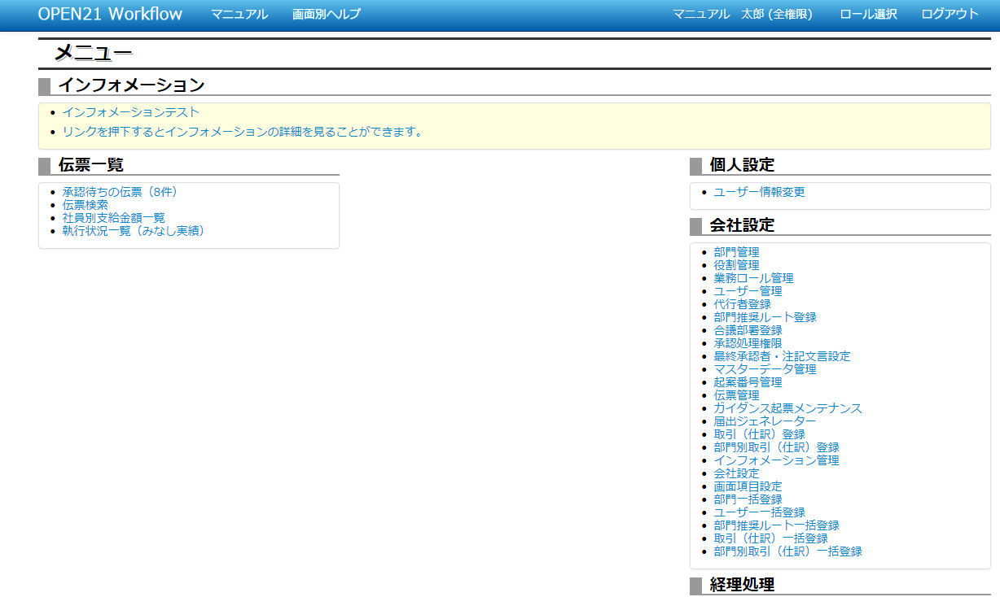 OPEN21 Workflow マニュアル 画面別ヘルプ マニュアル 太郎 (全権限) ロール選択 ログアウト
メニュー
インフォメーション
インフォメーションテスト
リンクを押下するとインフォメーションの詳細を見ることができます。
伝票一覧
承認待ちの伝票（8件）
伝票検索
社員別支給金額一覧
執行状況一覧（みなし実績）
個人設定
ユーザー情報変更
会社設定
部門管理
役割管理
業務ロール管理
ユーザー管理
代行者登録
部門推奨ルート登録
合議部署登録
承認処理権限
最終承認者・注記文言設定
マスターデータ管理
起案番号管理
伝票管理
ガイダンス起票メンテナンス
届出ジェネレーター
取引（仕訳）登録
部門別取引（仕訳）登録
インフォメーション管理
会社設定
画面項目設定
部門一括登録
ユーザー一括登録
部門推奨ルート一括登録
取引（仕訳）一括登録
部門別取引（仕訳）一括登録
経理処理